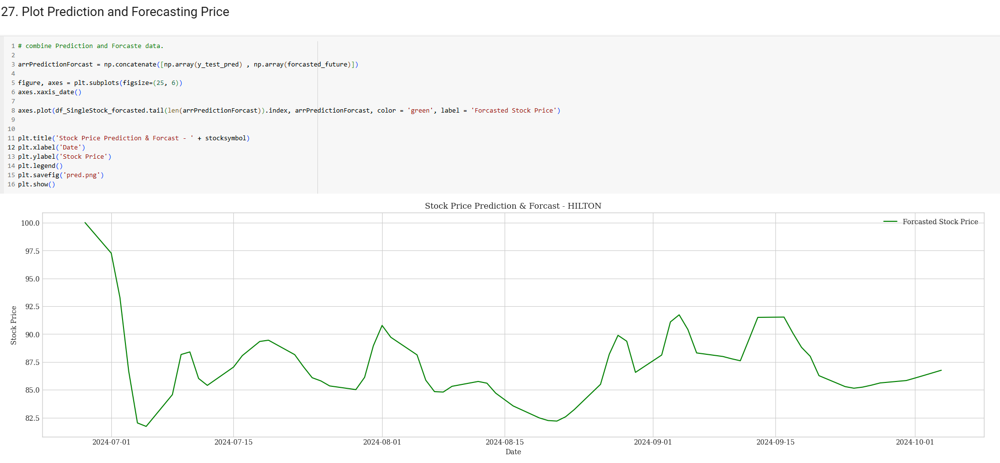 27. Plot Prediction and Forecasting Price
1 # combine Prediction and Forcaste data.
2
3 arrPredictionForcast = np.concatenate([np.array(y_test_pred) , np.array(forcasted_future)])
4
5 figure, axes = plt.subplots(figsize=(25, 6))
6 axes.xaxis_date()
7
8 axes.plot(df_SingleStock_forcasted.tail(len(arrPredictionForcast)).index, arrPredictionForcast, color = 'green', label = 'Forcasted Stock Price')
9
10
11 plt.title('Stock Price Prediction & Forcast - ' + stocksymbol)
12 plt.xlabel('Date')
13 plt.ylabel('Stock Price')
14 plt.legend()
15 plt.savefig('pred.png')
16 plt.show()
Stock Price Prediction & Forcast - HILTON
Forcasted Stock Price
100.0
97.5
95.0
92.5
90.0
87.5
85.0
82.5
Stock Price
2024-07-01 2024-07-15 2024-08-01 2024-08-15 2024-09-01 2024-09-15 2024-10-01
Date